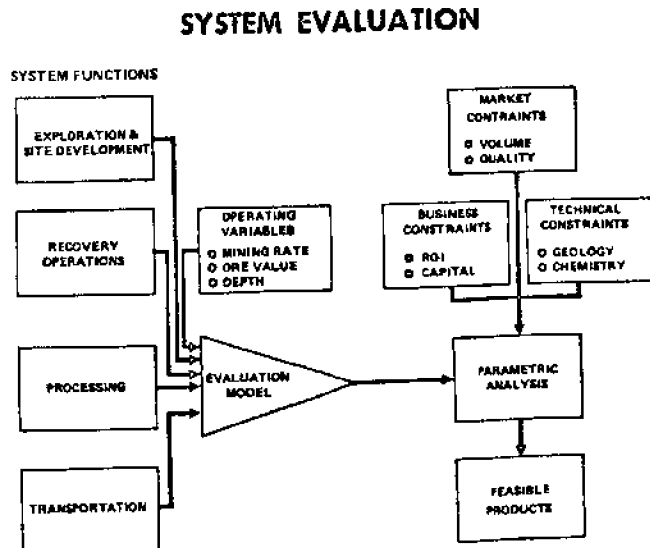 SYSTEM EVALUATION
SYSTEM FUNCTIONS
EXPLORATION &
SITE DEVELOPMENT
RECOVERY
OPERATIONS
PROCESSING
TRANSPORTATION
OPERATING
VARIABLES
o MINING RATE
o ORE VALUE
o DEPTH
EVALUATION
MODEL
MARKET
CONTRAINTS
o VOLUME
o QUALITY
BUSINESS
CONSTRAINTS
o ROI
o CAPITAL
TECHNICAL
CONSTRAINTS
o GEOLOGY
o CHEMISTRY
PARAMETRIC
ANALYSIS
FEASIBLE
PRODUCTS